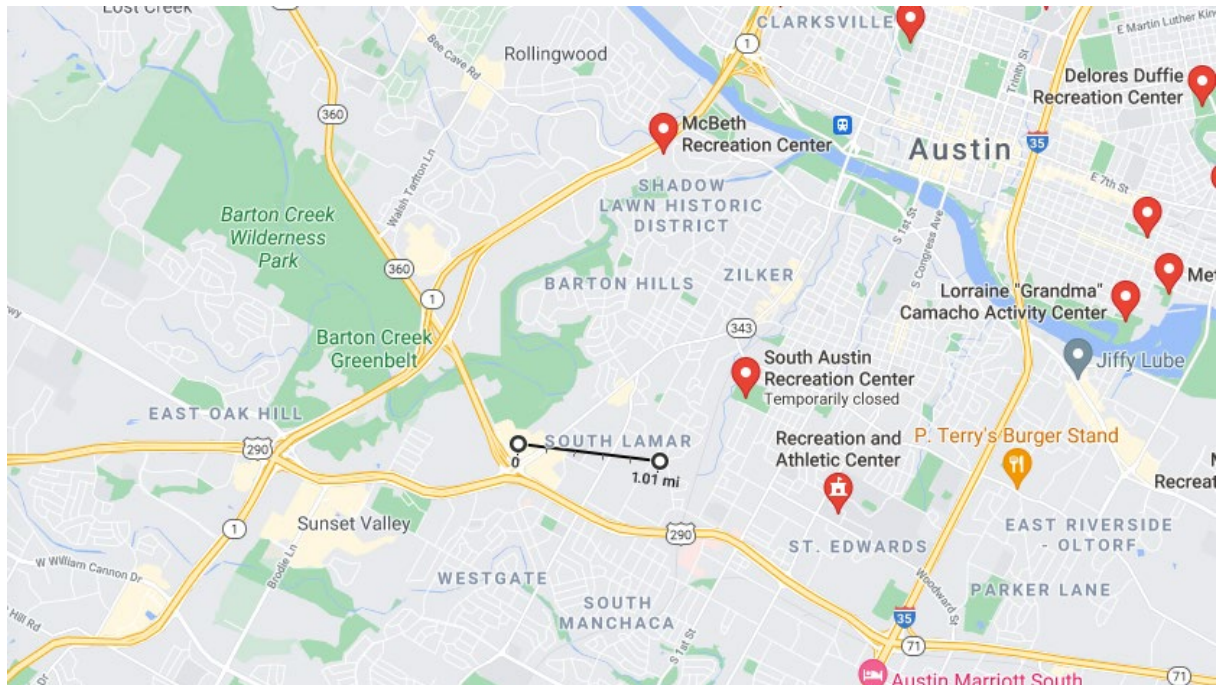 Lost Creek
360
Bee Cave Rd
Rollingwood
1
CLARKSVILLE
E Martin Luther King
Trinity St
Delores Duffie
Recreation Center
McBeth
Recreation Center
Austin
35
E 7th St
Walsh Tarlton Ln
SHADOW
LAWN HISTORIC
DISTRICT
Barton Creek
Wilderness
Park
360
1
BARTON HILLS
ZILKER
S 1st St
S Congress Ave
Lorraine "Grandma"
Camacho Activity Center
Met
343
Barton Creek
Greenbelt
South Austin
Recreation Center
Temporarily closed
Jiffy Lube
EAST OAK HILL
290
SOUTH LAMAR
0
1.01 mi
Recreation and
Athletic Center
P. Terry's Burger Stand
Recreat
Sunset Valley
1
290
ST. EDWARDS
EAST RIVERSIDE
- OLTORF
W William Cannon Dr
Brodie Ln
WESTGATE
SOUTH
MANCHACA
Woodward St
PARKER LANE
Hill Rd
S 1st St
35
71
71
Austin Marriott South